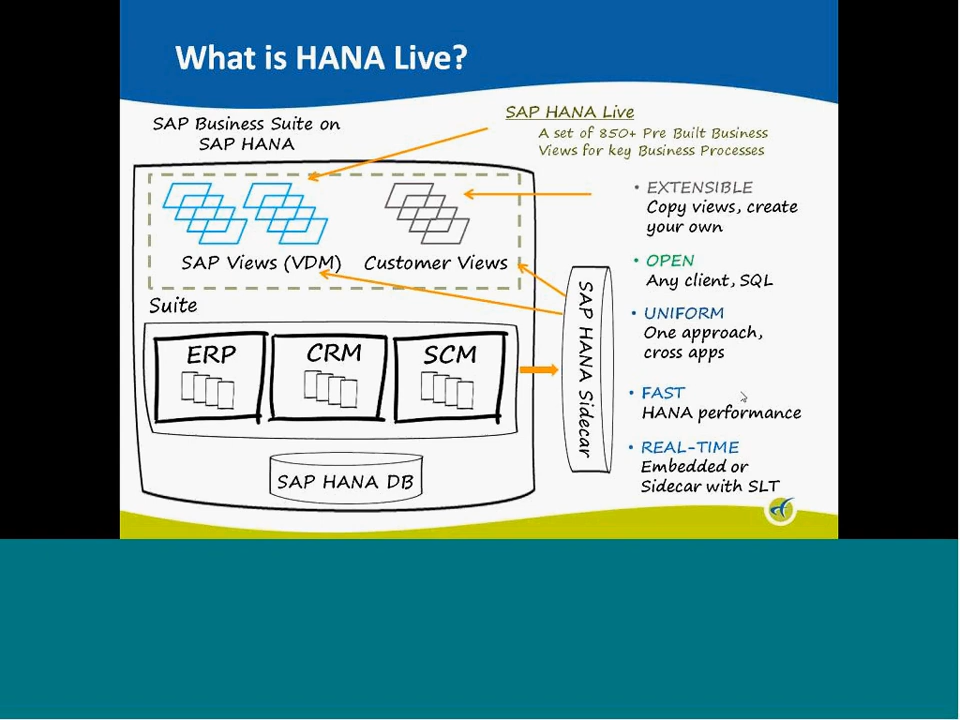 What is HANA Live?
SAP Business Suite on
SAP HANA
SAP HANA Live
A set of 850+ Pre Built Business
Views for key Business Processes
SAP Views (VDM)
Customer Views
Suite
ERP
CRM
SCM
SAP HANA DB
SAP HANA Sidecar
• EXTENSIBLE
Copy views, create
your own
• OPEN
Any client, SQL
• UNIFORM
One approach,
cross apps
• FAST
HANA performance
• REAL-TIME
Embedded or
Sidecar with SLT